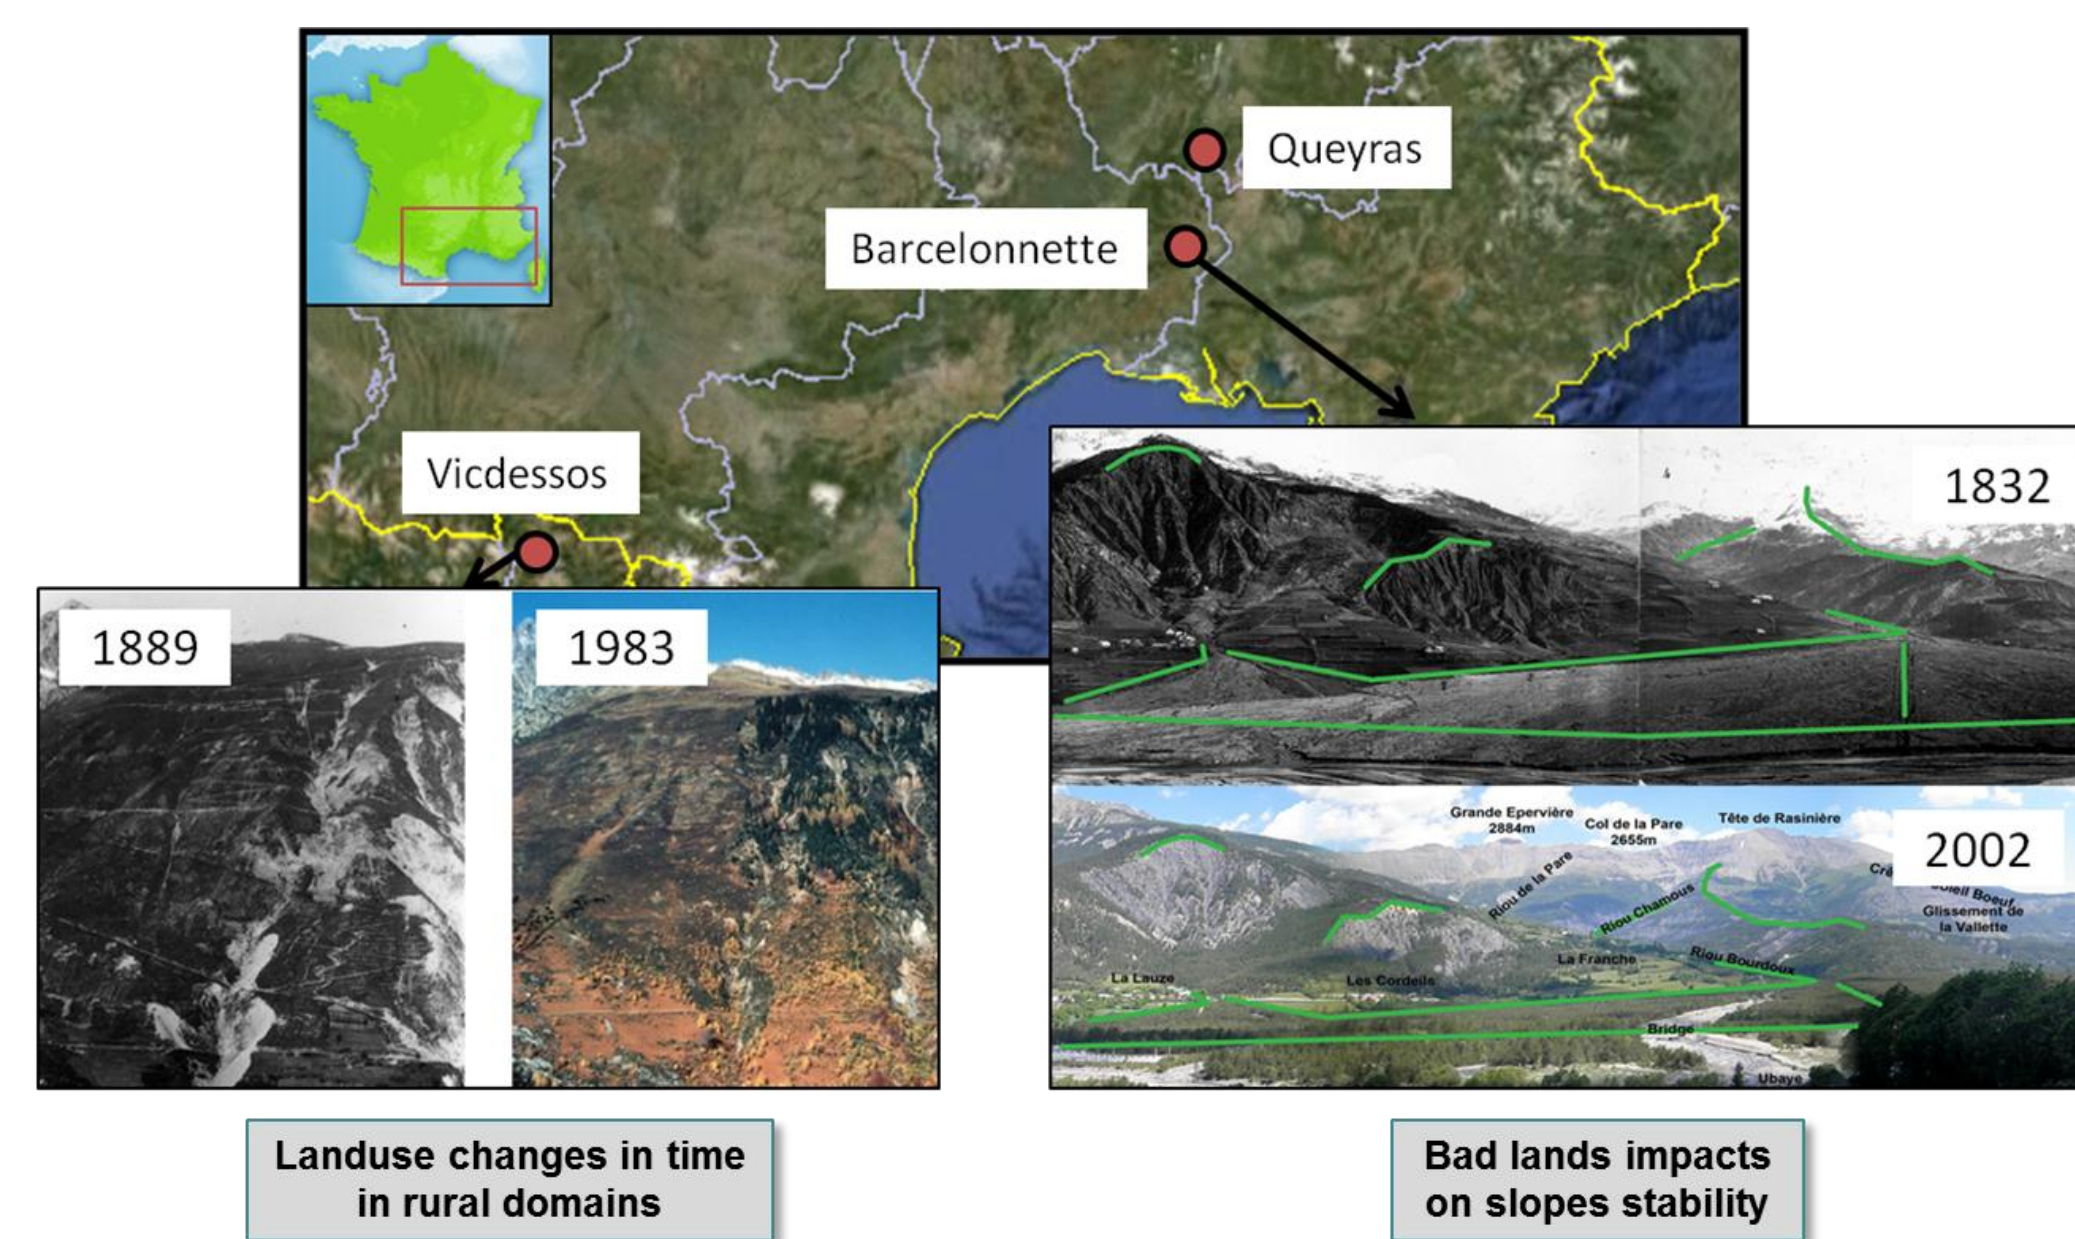 Queyras
Barcelonnette
Vicdessos
1832
1889
1983
Grande Epervière
2884m
Col de la Pare
2655m
Tête de Rasinière
2002
Riou de la Pare
Riou Chamous
Glissement de
la Vallette
Riou Bourdoux
La Franche
La Lauze
Les Cordeils
Bridge
Ubaye
Landuse changes in time
in rural domains
Bad lands impacts
on slopes stability